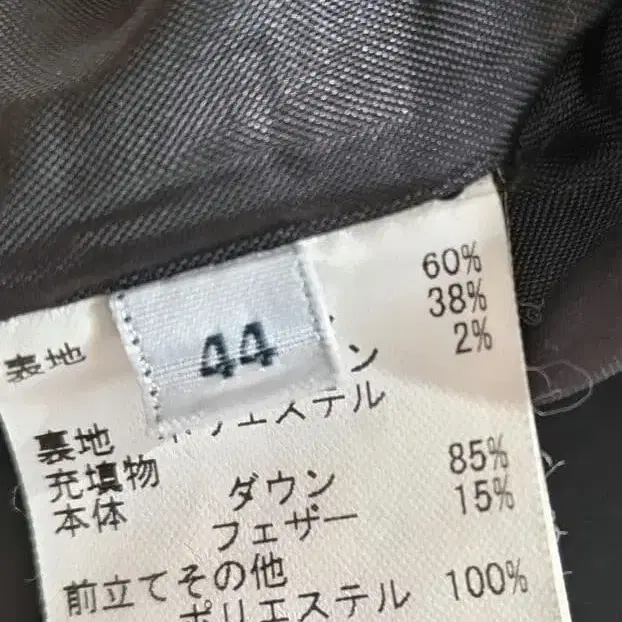 60%
38%
表地 ン 2%
44
裏地 ポリエステル
充填物
本体 ダウン 85%
フェザー 15%
前立てその他
ポリエステル 100%